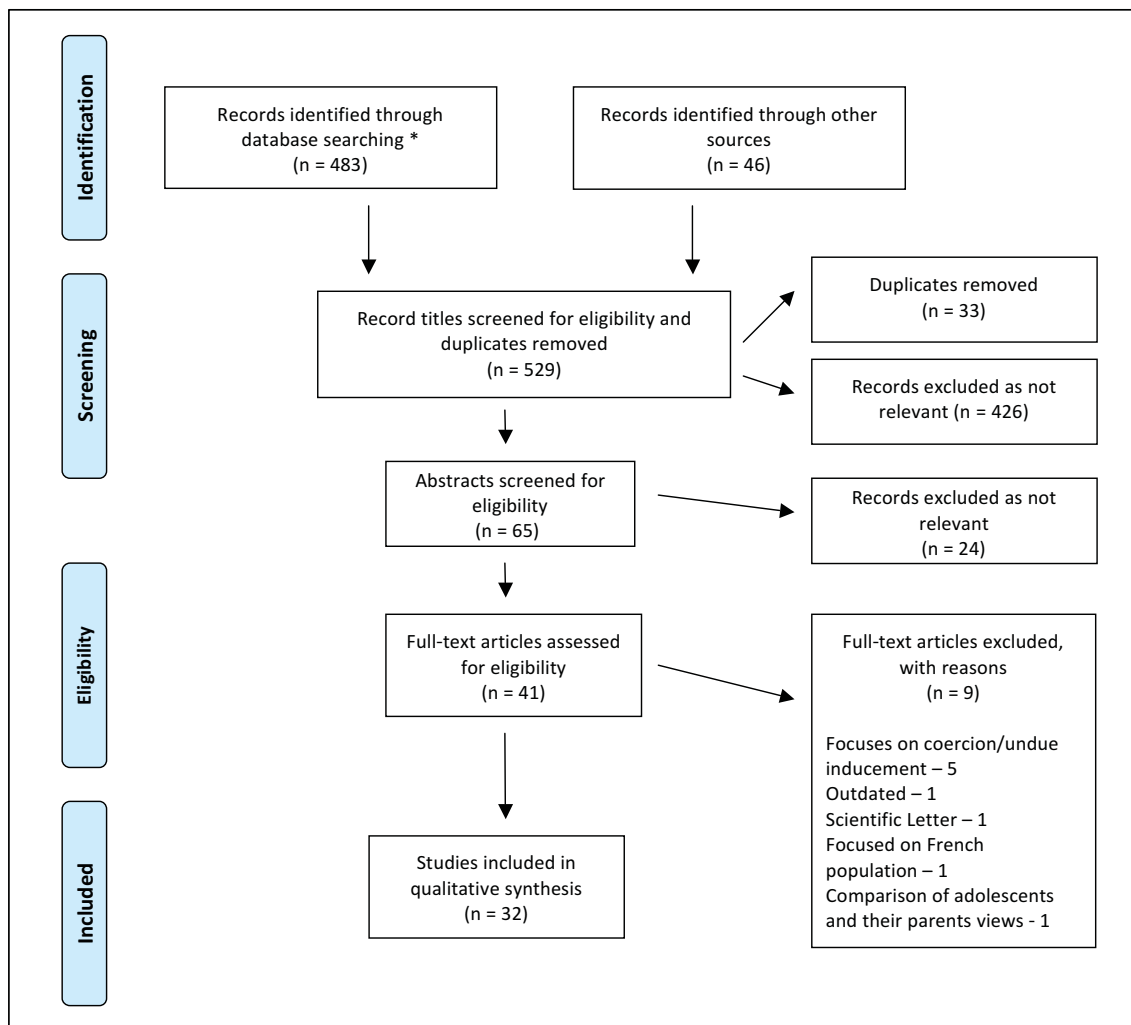 Identification
Records identified through
database searching *
(n = 483)
Records identified through other
sources
(n = 46)
Screening
Record titles screened for eligibility and
duplicates removed
(n = 529)
Duplicates removed
(n = 33)
Records excluded as not
relevant (n = 426)
Abstracts screened for
eligibility
(n = 65)
Records excluded as not
relevant
(n = 24)
Eligibility
Full-text articles assessed
for eligibility
(n = 41)
Full-text articles excluded,
with reasons
(n = 9)
Focuses on coercion/undue
inducement – 5
Outdated – 1
Scientific Letter – 1
Focused on French
population – 1
Comparison of adolescents
and their parents views - 1
Included
Studies included in
qualitative synthesis
(n = 32)